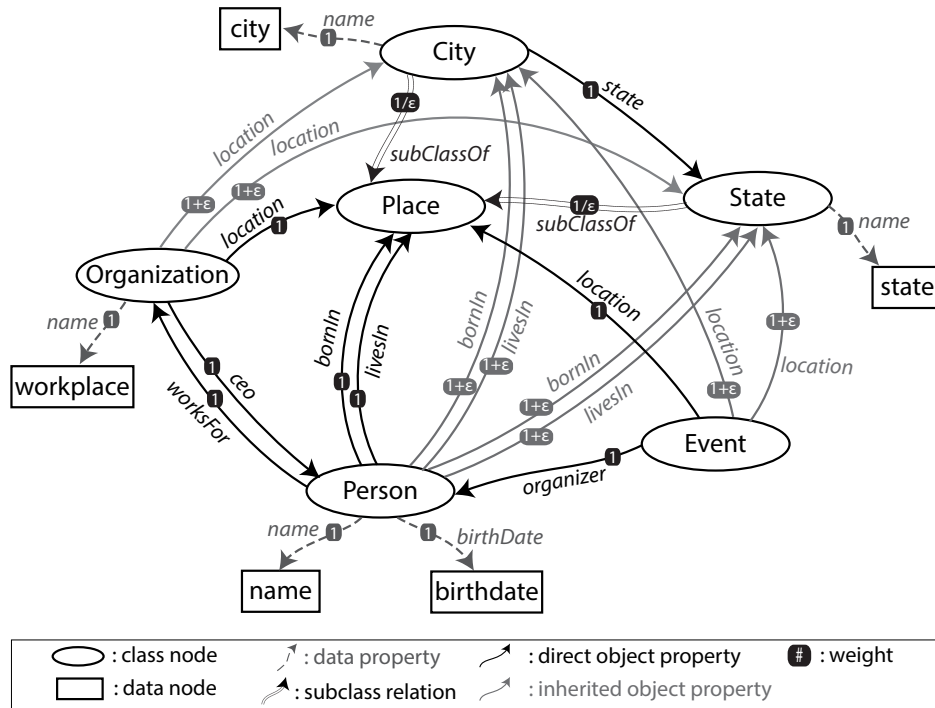 name
1
city
City
1
state
1/ε
location
location
subClassOf
1+ε
1+ε
State
Place
1/ε
subClassOf
location
1
1
name
Organization
location
1
state
name
1
bornIn
livesIn
bornIn
livesIn
location
1+ε
location
workplace
1
ceo
1
worksFor
1
1
1+ε
1+ε
bornIn
1+ε
livesIn
1+ε
1+ε
Event
1
organizer
Person
name
1
1
birthDate
name
birthdate
: class node
: data property
: direct object property
# : weight
: data node
: subclass relation
: inherited object property